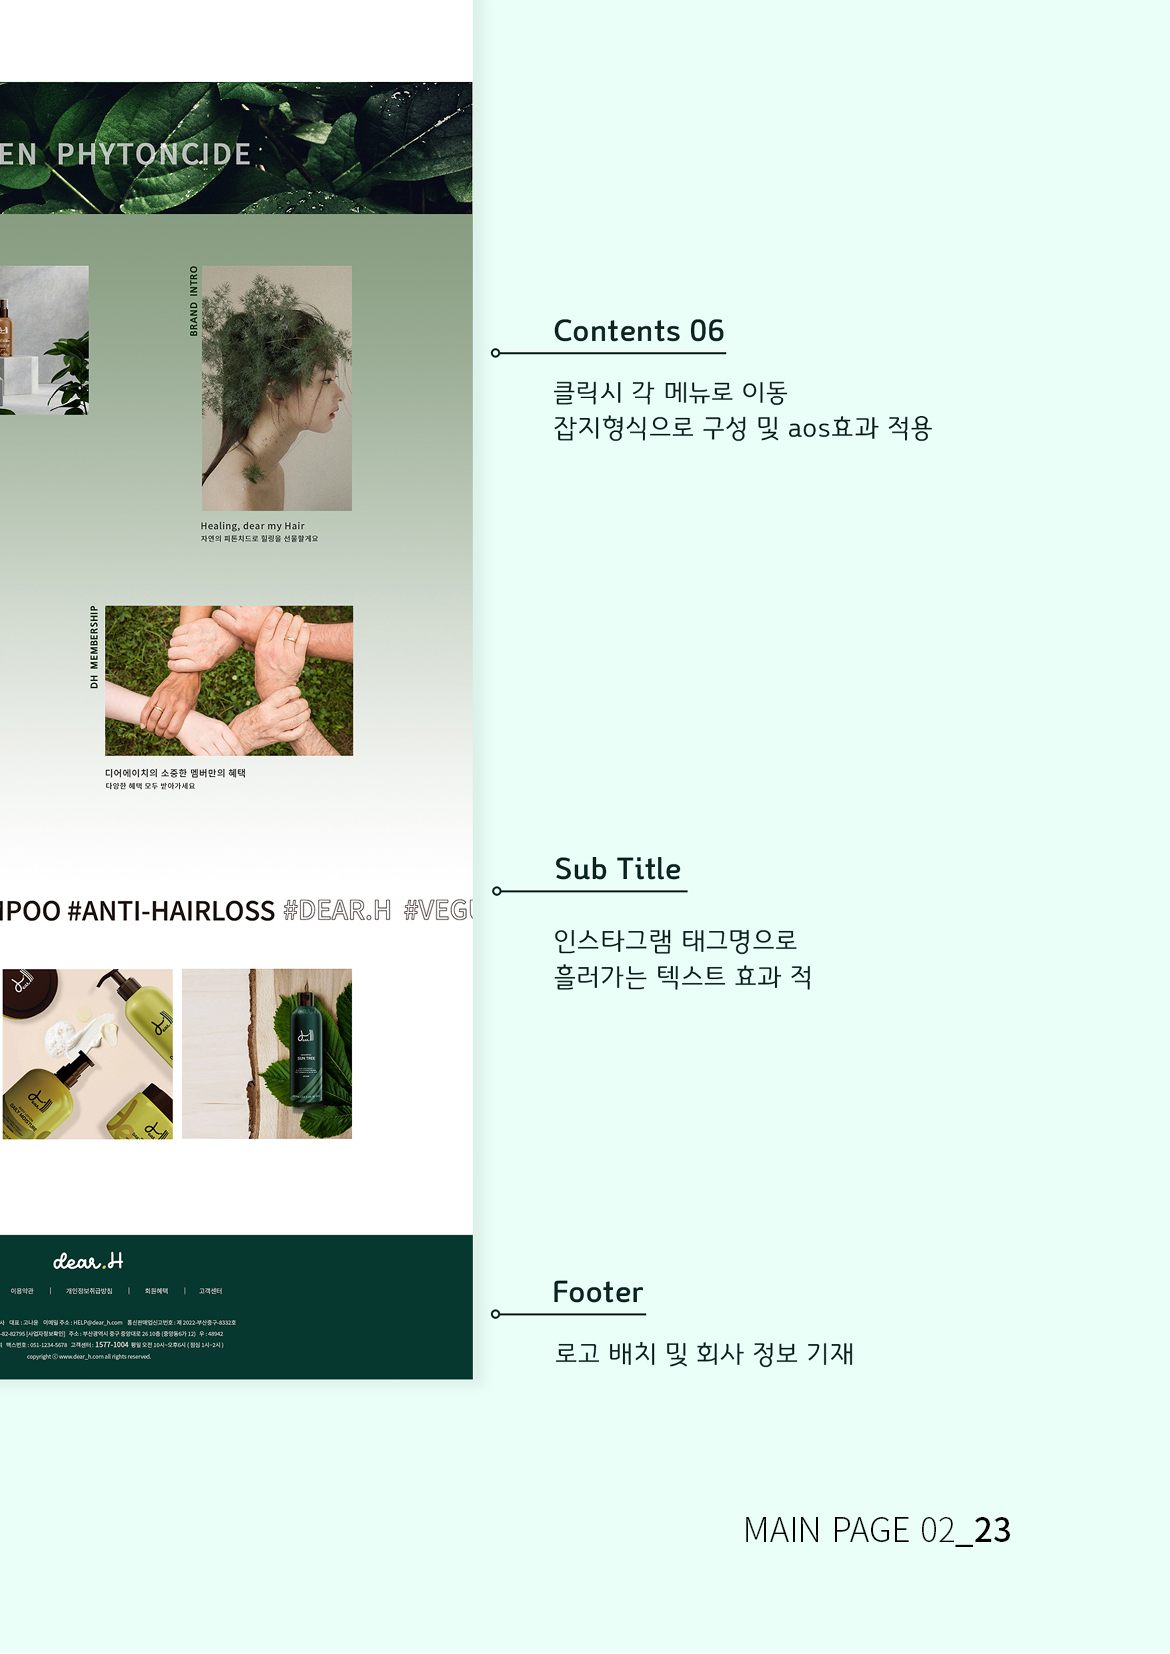 EN PHYTONCIDE
BRAND INTRO
Healing, dear my Hair
자연의 피톤치드로 힐링을 선물할게요
DH MEMBERSHIP
디어에이치의 소중한 멤버만의 혜택
다양한 혜택 모두 받아가세요
#ANTI-HAIRLOSS #DEAR.H
SUN TREE
DAILY MOISTURE
dear.H
이용약관 | 개인정보취급방침 | 회원혜택 | 고객센터
대표 : 고나윤 이메일 주소 : HELP@dear_h.com 통신판매업신고번호 : 제 2022-부산중구-8332호
-82-82795 [사업자정보확인] 주소 : 부산광역시 중구 중앙대로 26 10층 (중앙동6가 12) 우 : 48942
팩스번호 : 051-1234-5678 고객센터 : 1577-1004 평일 오전 10시~오후6시 ( 점심 1시~2시 )
copyright ⓒ www.dear_h.com all rights reserved.
Contents 06
클릭시 각 메뉴로 이동
잡지형식으로 구성 및 aos효과 적용
Sub Title
인스타그램 태그명으로
흘러가는 텍스트 효과 적
Footer
로고 배치 및 회사 정보 기재
MAIN PAGE 02_23